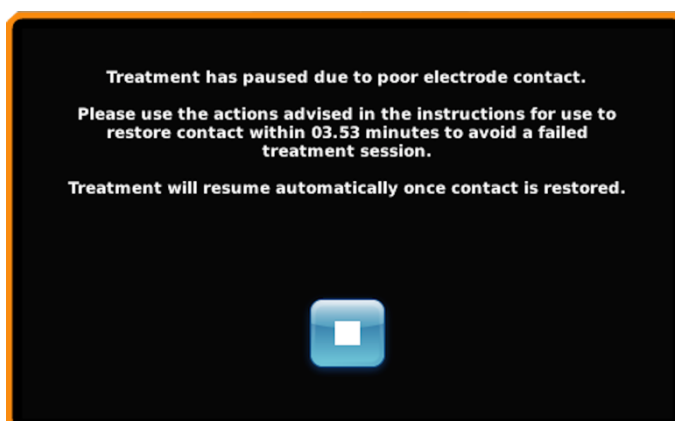 Treatment has paused due to poor electrode contact.
Please use the actions advised in the instructions for use to
restore contact within 03.53 minutes to avoid a failed
treatment session.
Treatment will resume automatically once contact is restored.